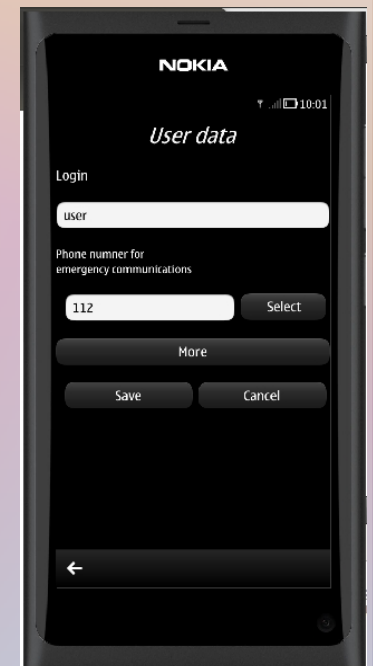 NOKIA
10:01
User data
Login
user
Phone numner for
emergency communications
112
Select
More
Save
Cancel